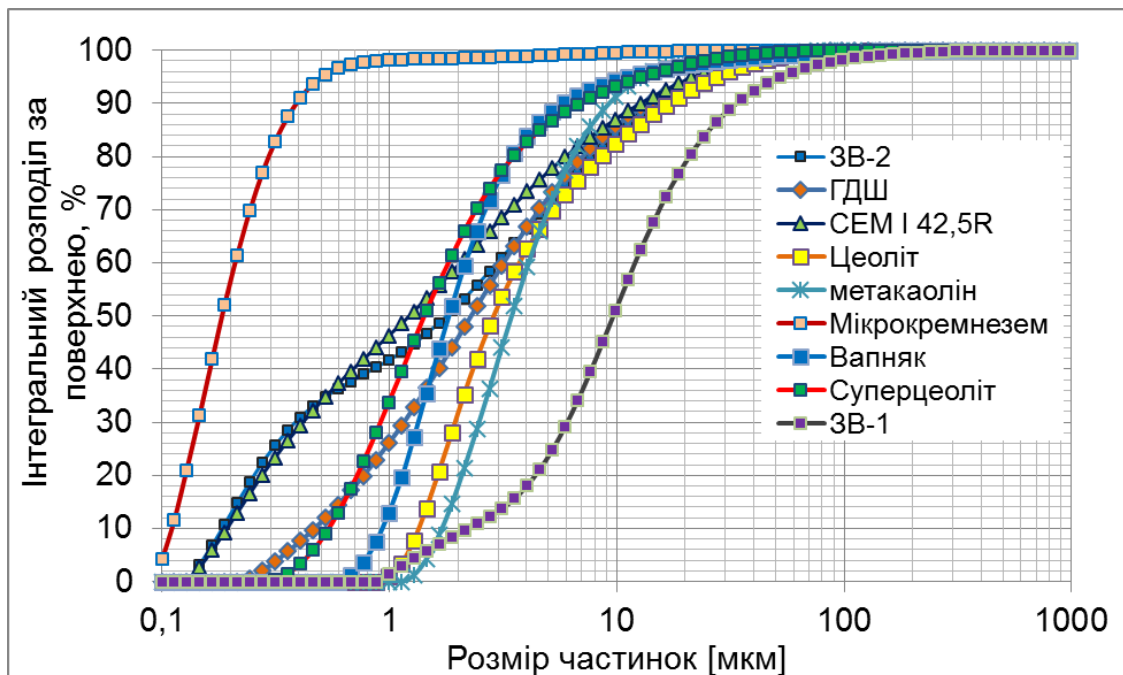 Інтегральний розподіл за
поверхнею, %
100
90
80
70
60
50
40
30
20
10
0
0,1
1
10
100
1000
Розмір частинок [мкм]
ЗВ-2
ГДШ
CEM I 42,5R
Цеоліт
метакаолін
Мікрокремнезем
Вапняк
Суперцеоліт
ЗВ-1